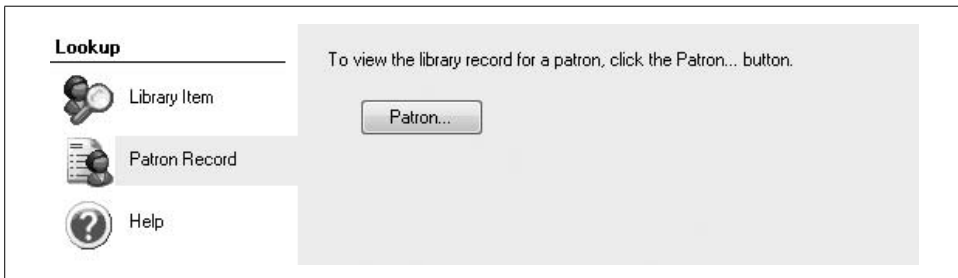 Lookup
Library Item
Patron Record
Help
To view the library record for a patron, click the Patron... button.
Patron...